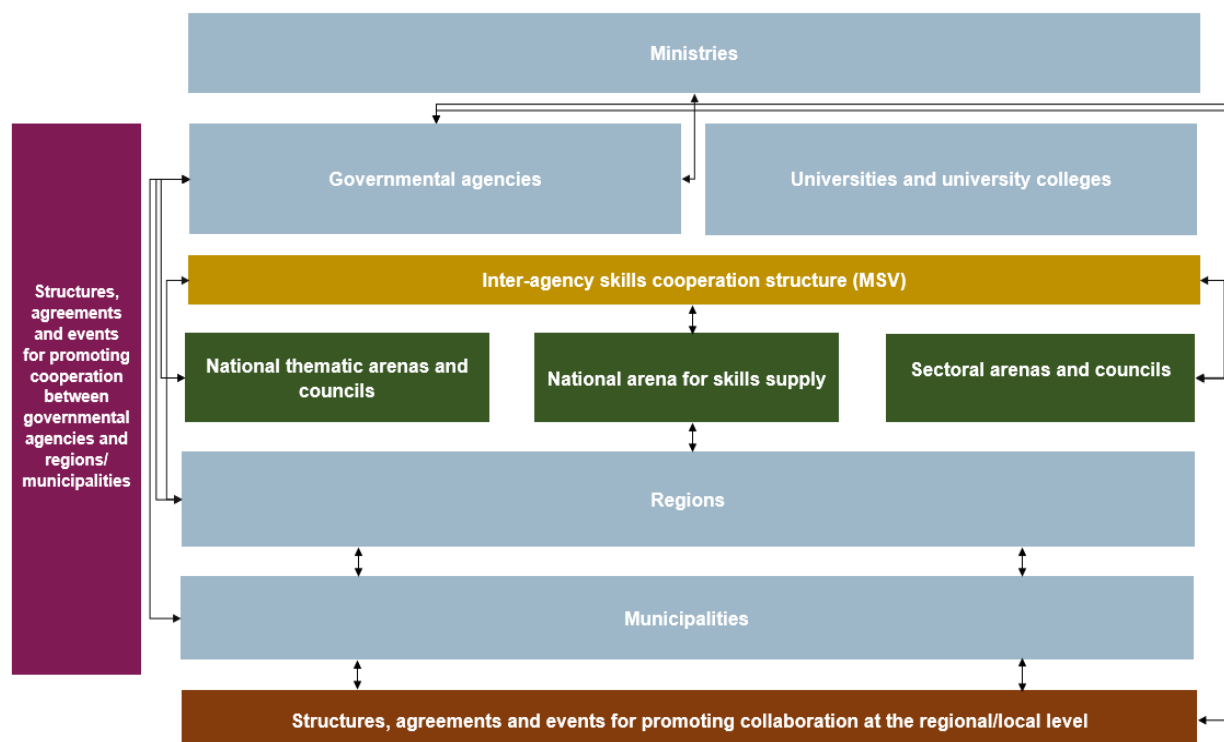 Ministries
Governmental agencies
Universities and university colleges
Structures,
agreements
and events
for promoting
cooperation
between
governmental
agencies and
regions/
municipalities
Inter-agency skills cooperation structure (MSV)
National thematic arenas and
councils
National arena for skills supply
Sectoral arenas and councils
Regions
Municipalities
Structures, agreements and events for promoting collaboration at the regional/local level